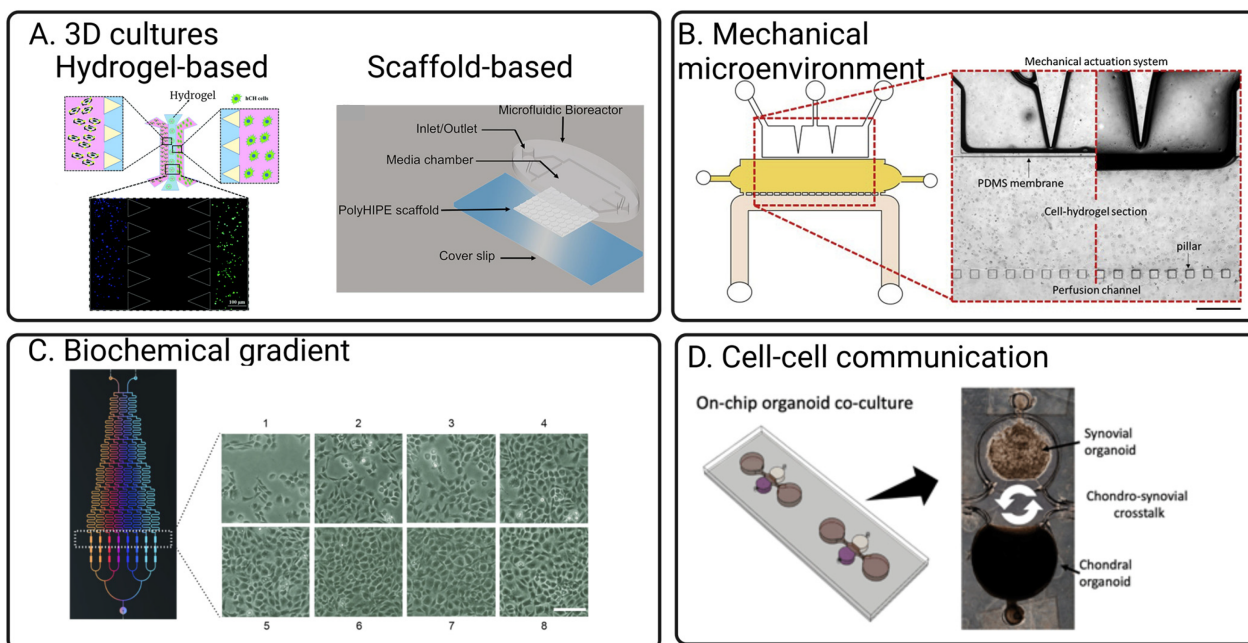 A. 3D cultures
Hydrogel-based
Scaffold-based
Hydrogel
hCH cells
100 μm
Microfluidic Bioreactor
Inlet/Outlet
Media chamber
PolyHIPE scaffold
Cover slip
B. Mechanical
microenvironment
Mechanical actuation system
PDMS membrane
Cell-hydrogel section
pillar
Perfusion channel
C. Biochemical gradient
1 2 3 4
5 6 7 8
D. Cell-cell communication
On-chip organoid co-culture
Synovial
organoid
Chondro-synovial
crosstalk
Chondral
organoid